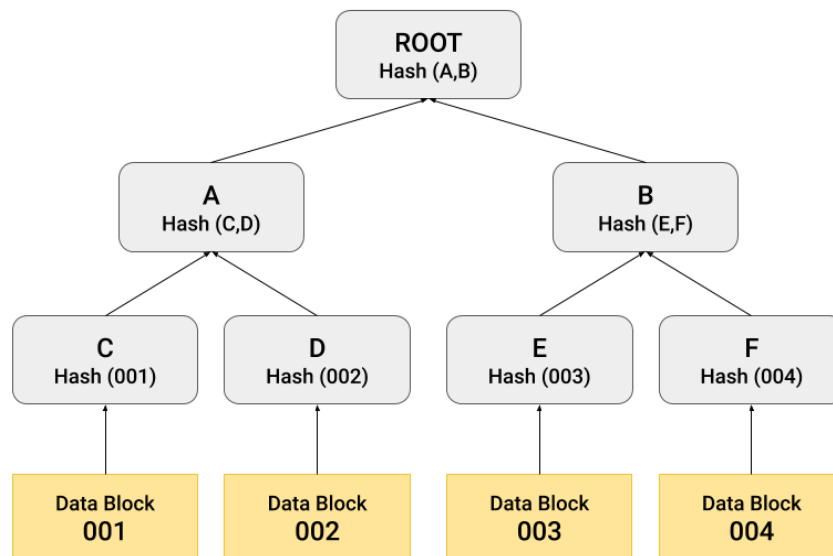 ROOT
Hash (A,B)
A
Hash (C,D)
B
Hash (E,F)
C
Hash (001)
D
Hash (002)
E
Hash (003)
F
Hash (004)
Data Block
001
Data Block
002
Data Block
003
Data Block
004